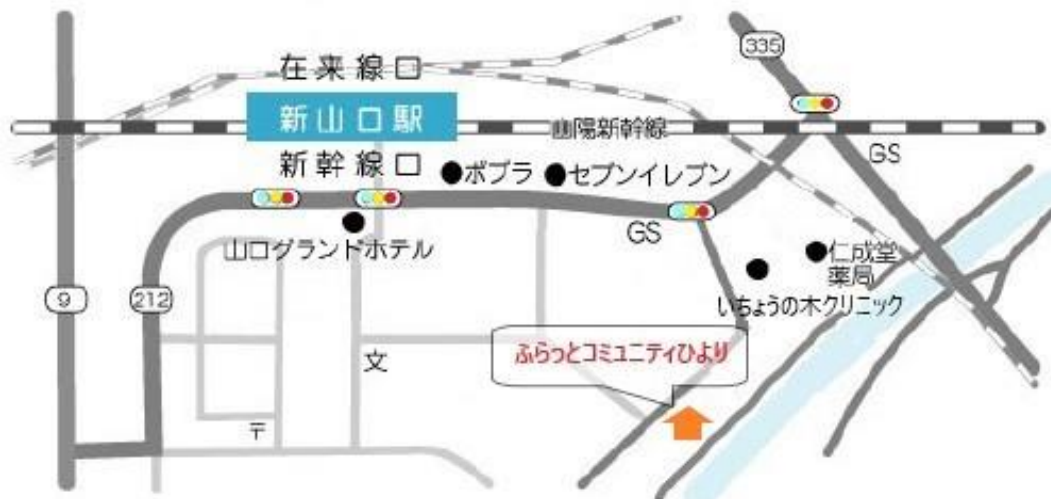 335
在来線口
新山口駅
山陽新幹線
新幹線口
ポプラ
セブンイレブン
GS
GS
山口グランドホテル
仁成堂
薬局
いちょうの木クリニック
9
212
ふらっとコミュニティひより
文
〒